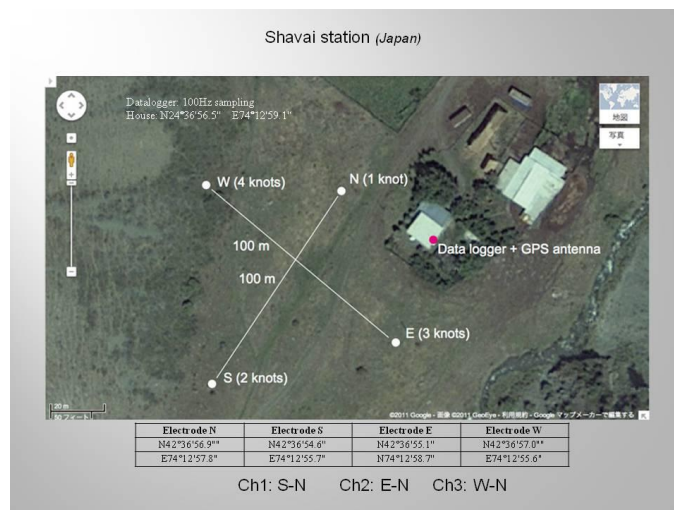 Shavai station (Japan)
Datalogger: 100Hz sampling
House: N24°36'56.5" E74°12'59.1"
地図
写真
W (4 knots)
N (1 knot)
100 m
Data logger + GPS antenna
100 m
E (3 knots)
S (2 knots)
20 m
50 フィート
©2011 Google - 画像 ©2011 GeoEye - 利用規約 - Google マップメーカーで編集する
Electrode N Electrode S Electrode E Electrode W
N42°36'56.9"" N42°36'54.6" N42°36'55.1" N42°36'57.0""
E74°12'57.8" E74°12'55.7" N74°12'58.7" E74°12'55.6"
Ch1: S-N Ch2: E-N Ch3: W-N